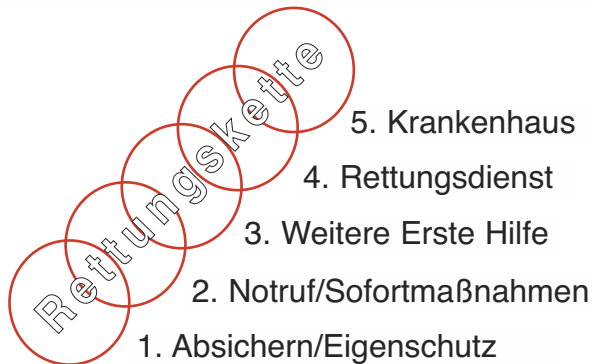 Rettungskette
5. Krankenhaus
4. Rettungsdienst
3. Weitere Erste Hilfe
2. Notruf/Sofortmaßnahmen
1. Absichern/Eigenschutz